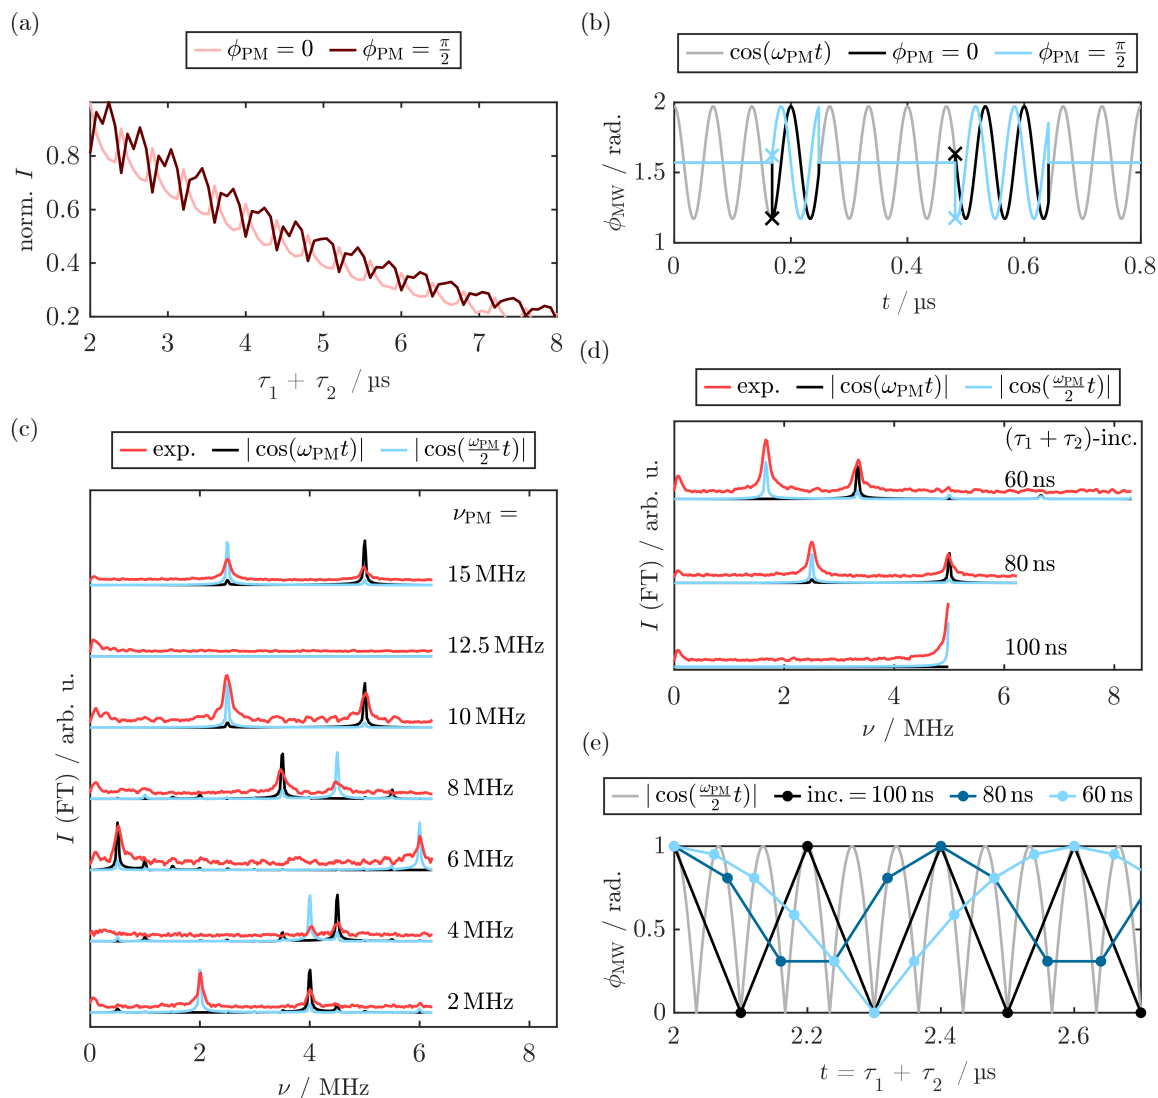 (a)
ϕPM = 0 ϕPM = π/2
0.8
0.6
0.4
0.2
norm. I
2 3 4 5 6 7 8
τ1 + τ2 / µs
(b)
cos(ωPMt) ϕPM = 0 ϕPM = π/2
2
1.5
1
ϕMW / rad.
0 0.2 0.4 0.6 0.8
t / µs
(c)
exp. |cos(ωPMt)| |cos(ωPM/2 t)|
νPM =
15 MHz
12.5 MHz
10 MHz
8 MHz
6 MHz
4 MHz
2 MHz
I (FT) / arb. u.
0 2 4 6 8
ν / MHz
(d)
exp. |cos(ωPMt)| |cos(ωPM/2 t)|
(τ1 + τ2)-inc.
60 ns
80 ns
100 ns
I (FT) / arb. u.
0 2 4 6 8
ν / MHz
(e)
|cos(ωPM/2 t)| inc. = 100 ns 80 ns 60 ns
1
0.5
0
ϕMW / rad.
2 2.2 2.4 2.6
t = τ1 + τ2 / µs